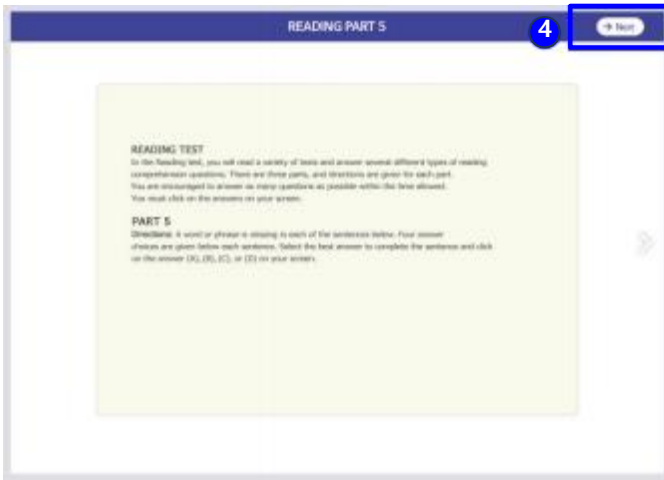 READING PART 5
4
→ Next
READING TEST
In the Reading test, you will read a variety of texts and answer several different types of reading
comprehension questions. There are three parts, and directions are given for each part.
You are encouraged to answer as many questions as possible within the time allowed.
You must click on the answers on your screen.
PART 5
Directions: A word or phrase is missing in each of the sentences below. Four answer
choices are given below each sentence. Select the best answer to complete the sentence and click
on the answer (A), (B), (C), or (D) on your screen.